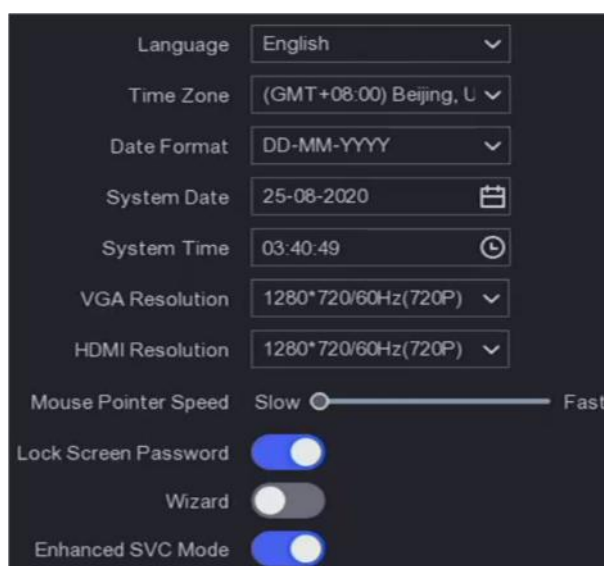 Language English
Time Zone (GMT+08:00) Beijing, U
Date Format DD-MM-YYYY
System Date 25-08-2020
System Time 03:40:49
VGA Resolution 1280*720/60Hz(720P)
HDMI Resolution 1280*720/60Hz(720P)
Mouse Pointer Speed Slow Fast
Lock Screen Password
Wizard
Enhanced SVC Mode